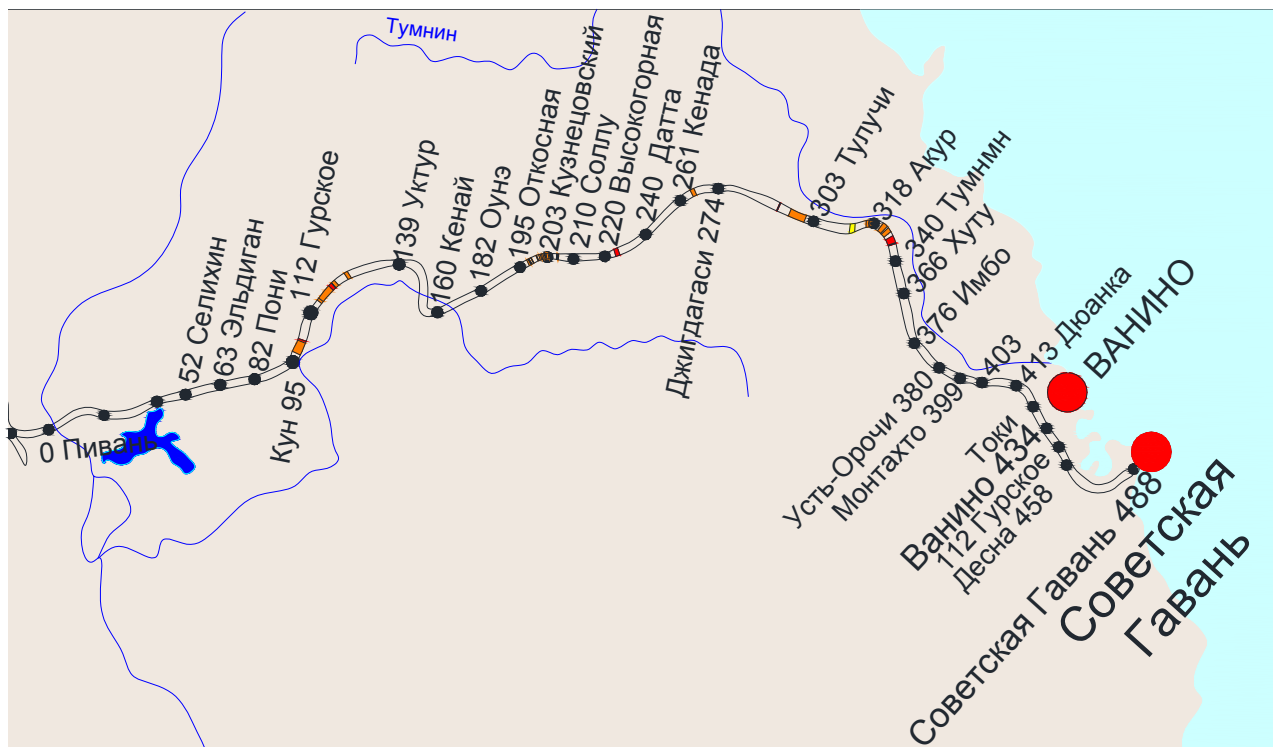 Тумнин
0 Пивань
52 Селихин
63 Эльдиган
82 Пони
Кун 95
112 Гурское
139 Уктур
160 Кенай
182 Оунэ
195 Откосная
203 Кузнецовский
210 Соллу
220 Высокогорная
240 Датта
261 Кенада
Джигдагаси 274
303 Тулучи
318 Акур
340 Тумнмн
366 Хуту
376 Имбо
Усть-Орочи 380
Монтахто 399
403
413 Дюанка
ВАНИНО
Токи
Ванино 434
112 Гурское
Десна 458
Советская Гавань 488
Советская
Гавань